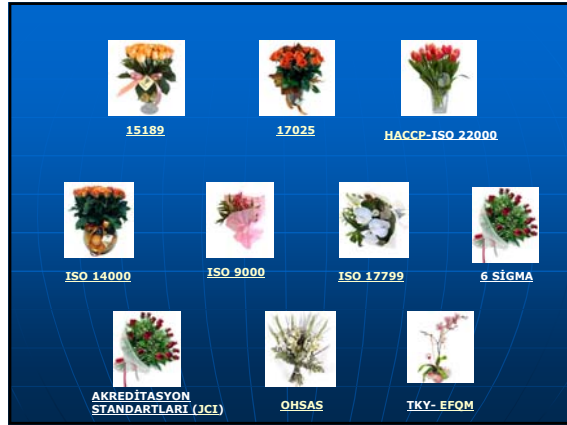 15189
17025
HACCP-ISO 22000
ISO 14000
ISO 9000
ISO 17799
6 SİGMA
AKREDİTASYON
STANDARTLARI (JCI)
OHSAS
TKY- EFQM